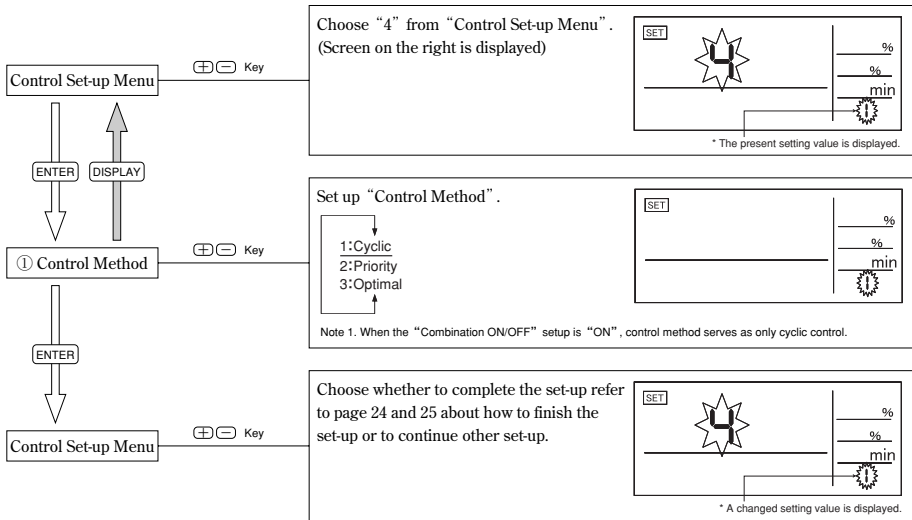 Choose “4” from “Control Set-up Menu”.
(Screen on the right is displayed)
SET
4
%
%
min
1
* The present setting value is displayed.
Control Set-up Menu
+ − Key
ENTER
DISPLAY
Set up “Control Method”.
1:Cyclic
2:Priority
3:Optimal
SET
%
%
min
1
Note 1. When the “Combination ON/OFF” setup is “ON”, control method serves as only cyclic control.
① Control Method
+ − Key
ENTER
Choose whether to complete the set-up refer
to page 24 and 25 about how to finish the
set-up or to continue other set-up.
SET
4
%
%
min
1
* A changed setting value is displayed.
Control Set-up Menu
+ − Key